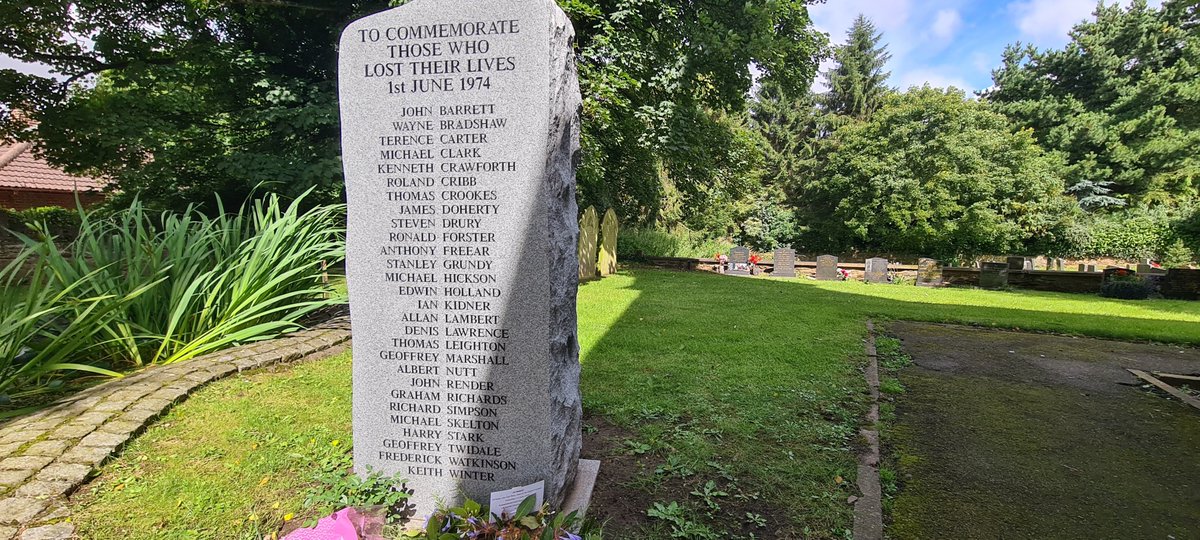 TO COMMEMORATE
THOSE WHO
LOST THEIR LIVES
1st JUNE 1974
JOHN BARRETT
WAYNE BRADSHAW
TERENCE CARTER
MICHAEL CLARK
KENNETH CRAWFORTH
ROLAND CRIBB
THOMAS CROOKES
JAMES DOHERTY
STEVEN DRURY
RONALD FORSTER
ANTHONY FREEAR
STANLEY GRUNDY
MICHAEL HICKSON
EDWIN HOLLAND
IAN KIDNER
ALLAN LAMBERT
DENIS LAWRENCE
THOMAS LEIGHTON
GEOFFREY MARSHALL
ALBERT NUTT
JOHN RENDER
GRAHAM RICHARDS
RICHARD SIMPSON
MICHAEL SKELTON
HARRY STARK
GEOFFREY TWIDALE
FREDERICK WATKINSON
KEITH WINTER